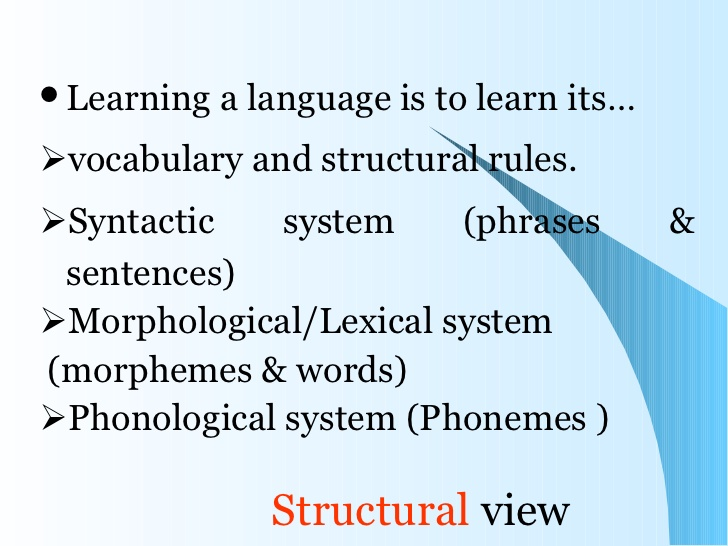 • Learning a language is to learn its…
➢vocabulary and structural rules.
➢Syntactic system (phrases &
sentences)
➢Morphological/Lexical system
(morphemes & words)
➢Phonological system (Phonemes )
Structural view